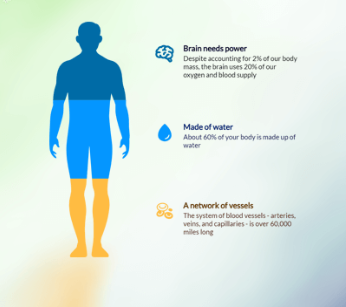 Brain needs power
Despite accounting for 2% of our body
mass, the brain uses 20% of our
oxygen and blood supply
Made of water
About 60% of your body is made up of
water
A network of vessels
The system of blood vessels - arteries,
veins, and capillaries - is over 60,000
miles long